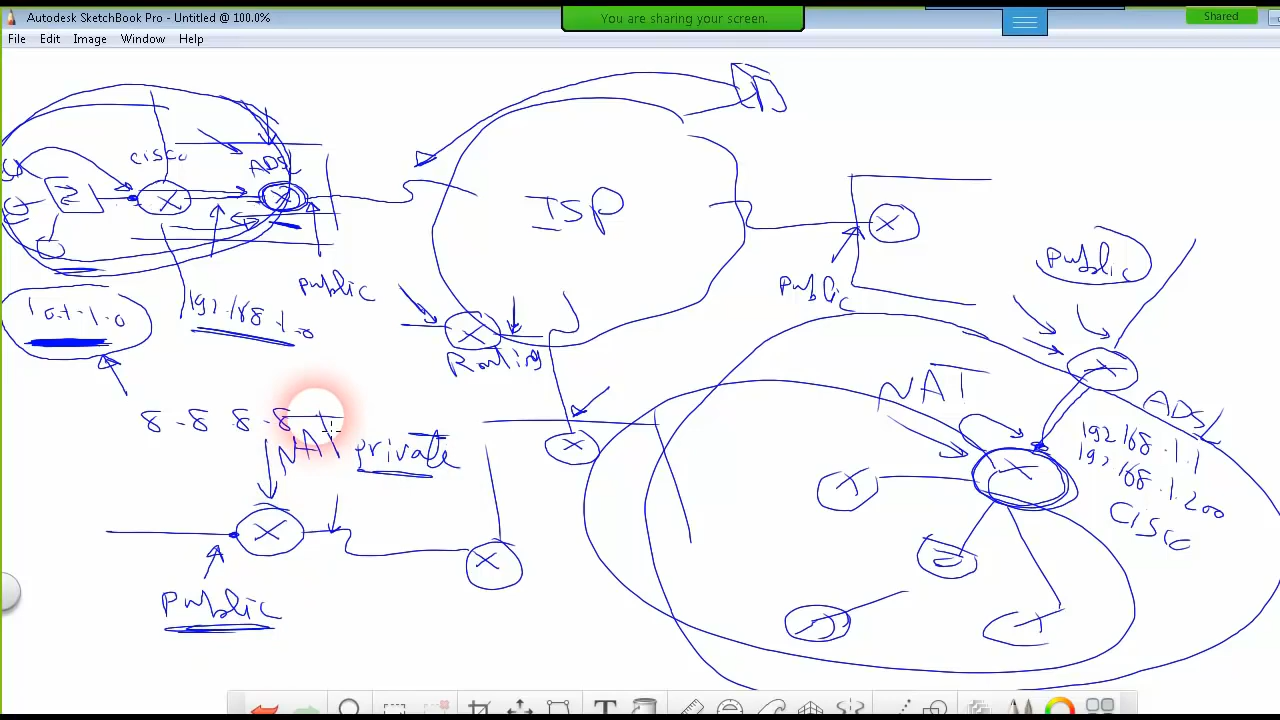 Autodesk SketchBook Pro - Untitled @ 100.0%
You are sharing your screen.
Shared
File Edit Image Window Help
cisco
ADSL
ISP
public
public
public
192.168.1.0
10.1.1.0
Routing
NAT
ADSL
8.8.8.8
NAT
private
192.168.1.1
192.168.1.200
Cisco
public